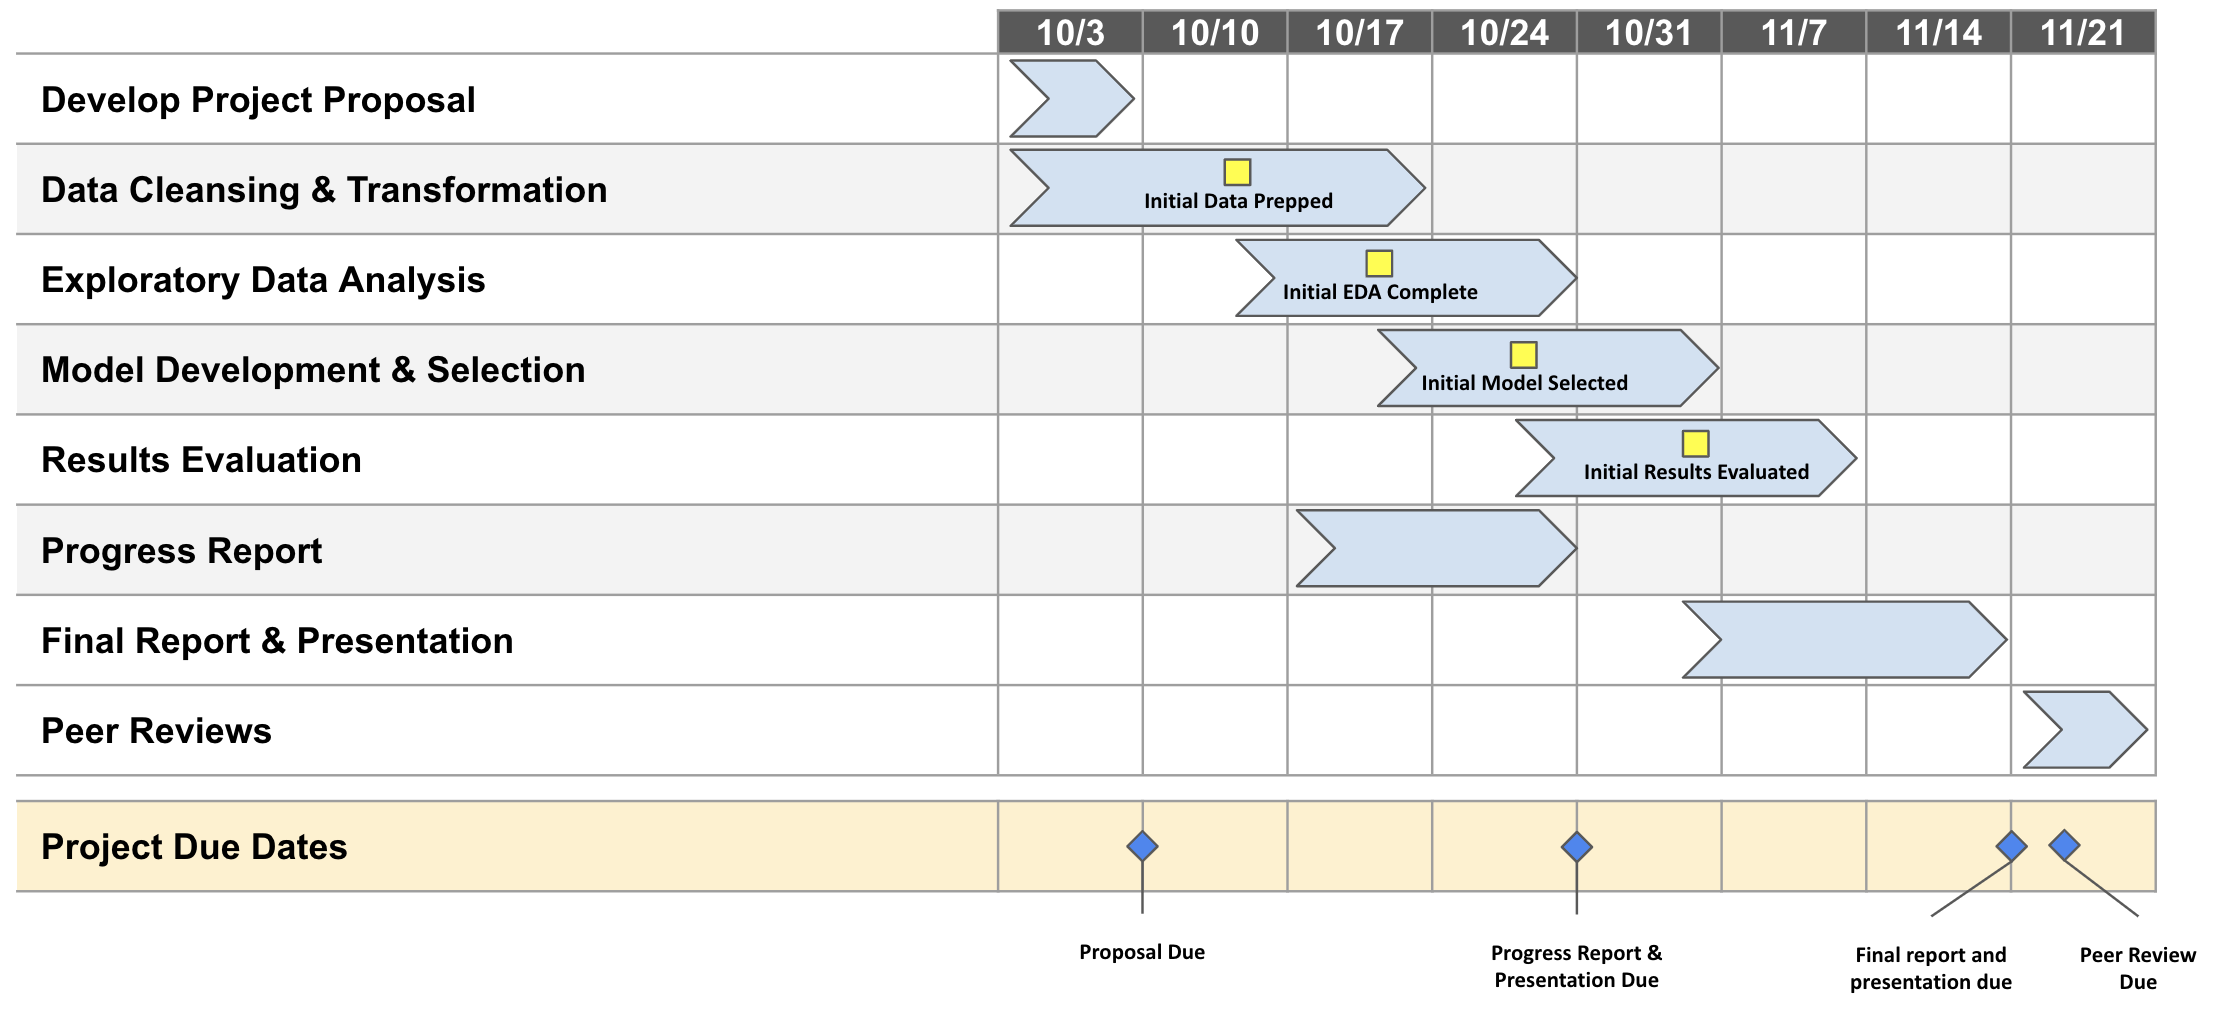 10/3 10/10 10/17 10/24 10/31 11/7 11/14 11/21
Develop Project Proposal
Data Cleansing & Transformation
Initial Data Prepped
Exploratory Data Analysis
Initial EDA Complete
Model Development & Selection
Initial Model Selected
Results Evaluation
Initial Results Evaluated
Progress Report
Final Report & Presentation
Peer Reviews
Project Due Dates
Proposal Due
Progress Report &
Presentation Due
Final report and
presentation due
Peer Review
Due